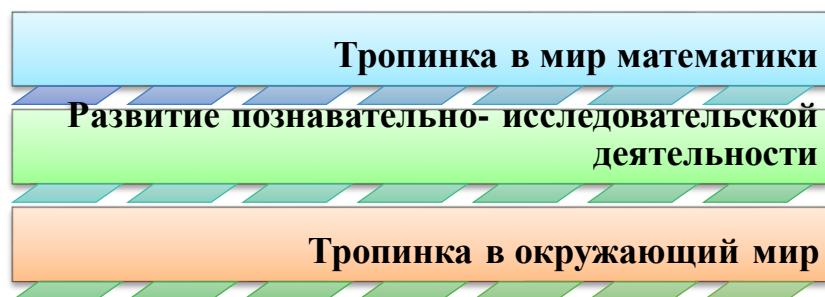 Тропинка в мир математики
Развитие познавательно- исследовательской
деятельности
Тропинка в окружающий мир